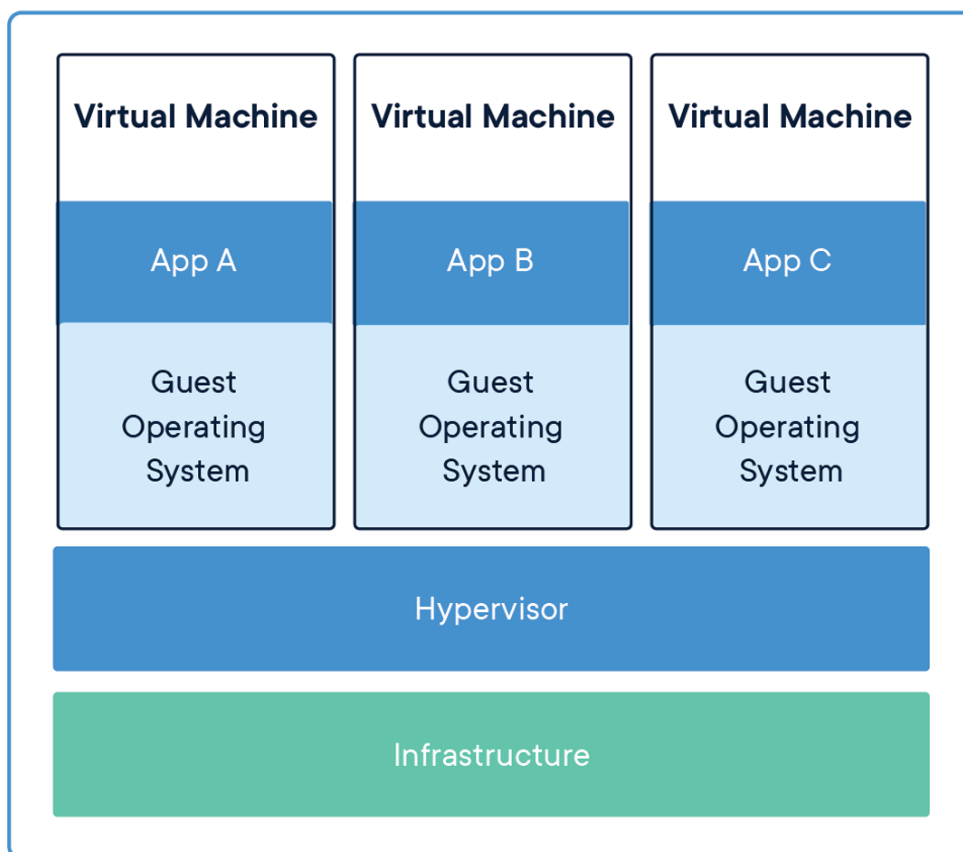 Virtual Machine
App A
Guest
Operating
System
Virtual Machine
App B
Guest
Operating
System
Virtual Machine
App C
Guest
Operating
System
Hypervisor
Infrastructure